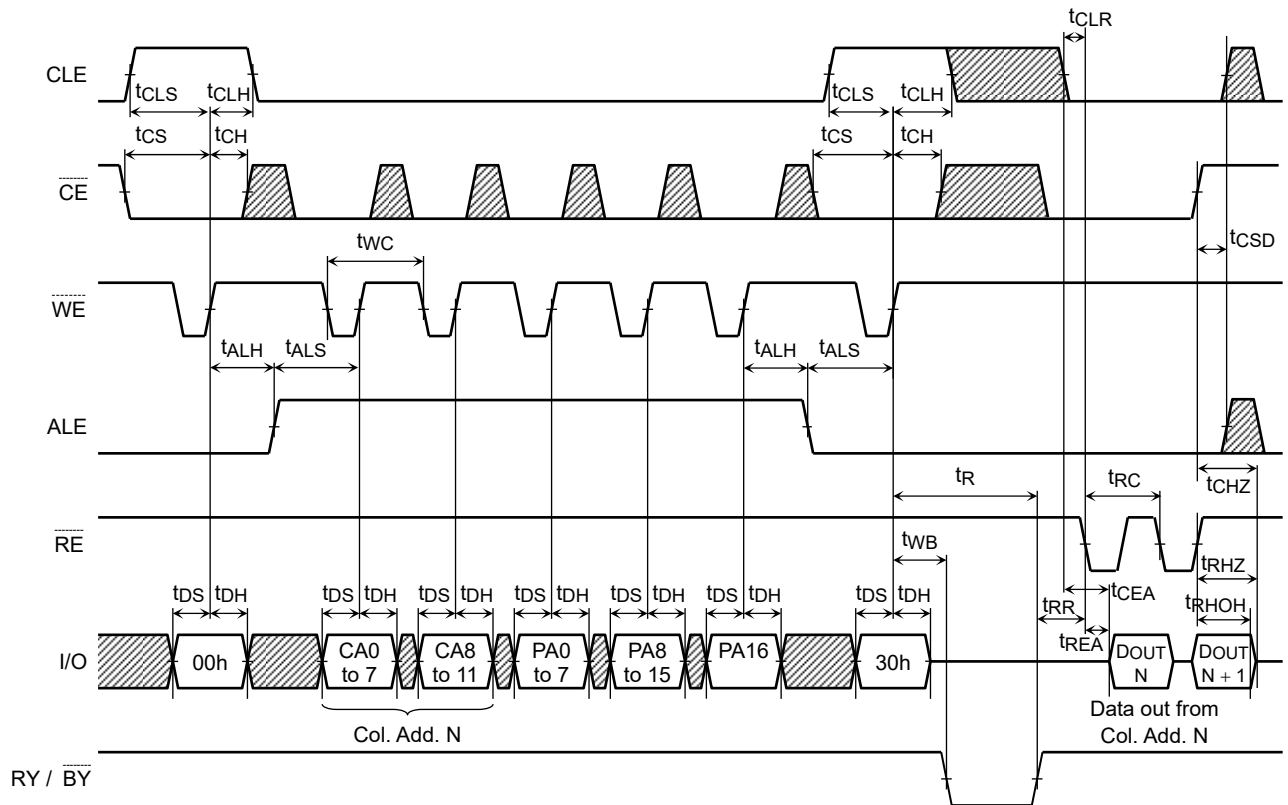 tCLR
CLE
tCLS tCLH tCLS tCLH
tCS tCH tCS tCH
CE
tCSD
tWC
WE
tALH tALS tALH tALS
ALE
tR tRC tCHZ
RE
tWB
tDS tDH tDS tDH tDS tDH tDS tDH tDS tDH tDS tDH tDS tDH tRHZ
tCEA
tRR tRHOH
tREA
I/O 00h CA0 to 7 CA8 to 11 PA0 to 7 PA8 to 15 PA16 30h DOUT N DOUT N + 1
Col. Add. N
Data out from
Col. Add. N
RY / BY